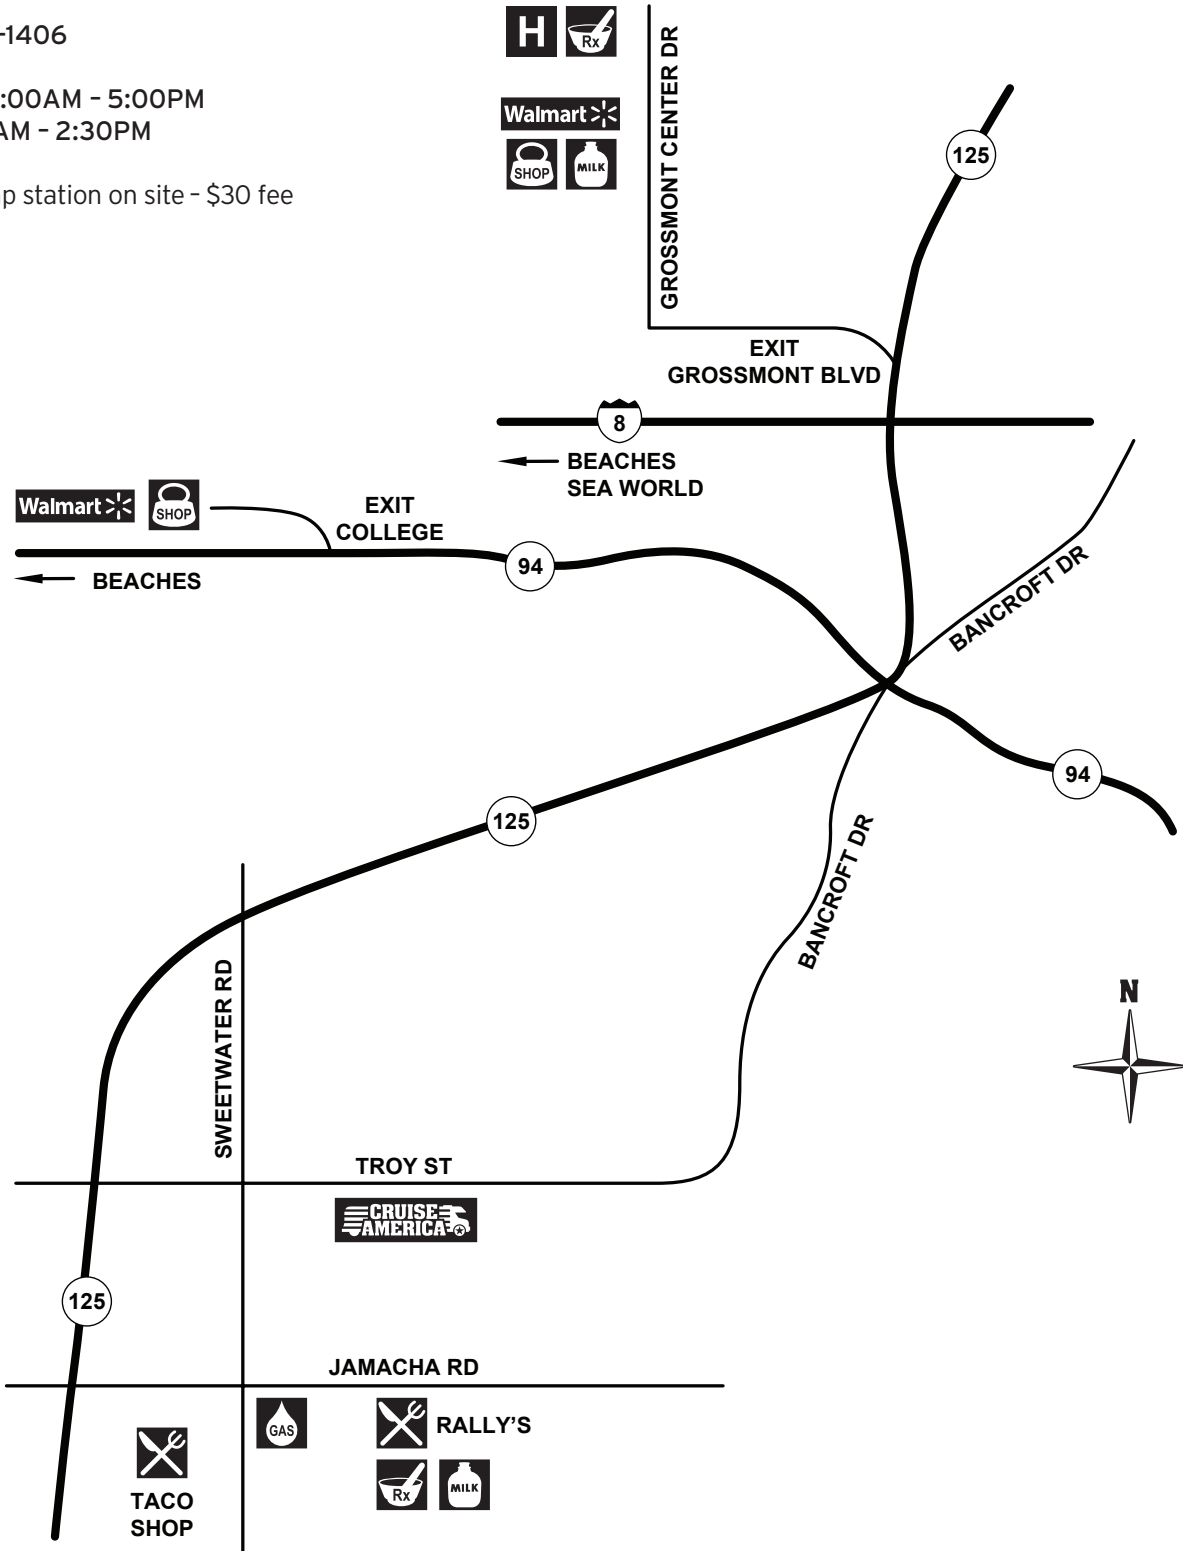 -1406
:00AM – 5:00PM
AM – 2:30PM
p station on site – $30 fee
H
Rx
Walmart
SHOP
MILK
GROSSMONT CENTER DR
125
EXIT
GROSSMONT BLVD
8
BEACHES
SEA WORLD
Walmart
SHOP
EXIT
COLLEGE
94
BEACHES
BANCROFT DR
94
125
BANCROFT DR
SWEETWATER RD
N
TROY ST
CRUISE
AMERICA
125
JAMACHA RD
GAS
RALLY'S
TACO
SHOP
Rx
MILK